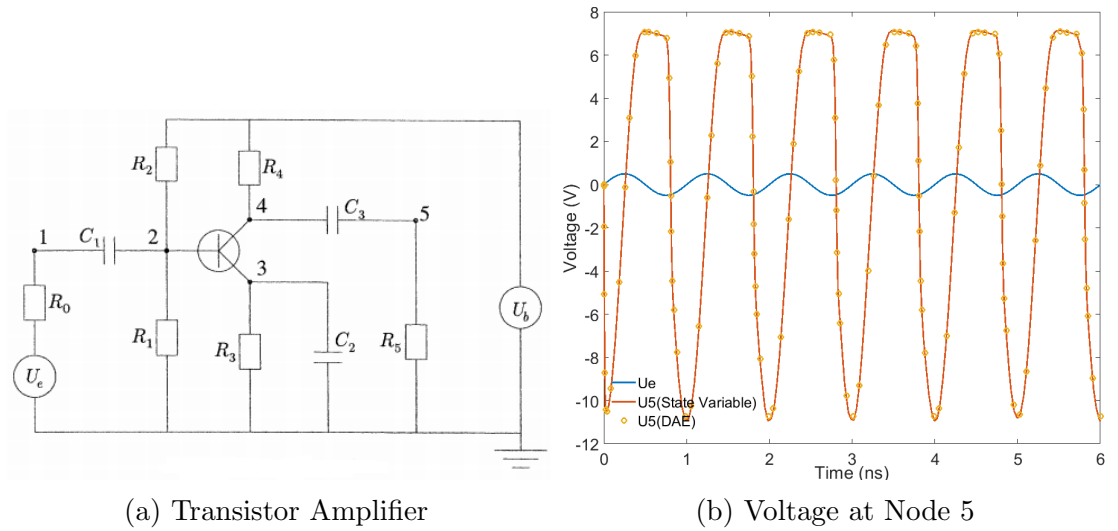 R₂
R₄
4
C₃
5
1
C₁
2
3
R₀
U_b
R₁
R₃
C₂
R₅
U_e
(a) Transistor Amplifier
8
6
4
2
0
-2
-4
-6
-8
-10
-12
Voltage (V)
Ue
U5(State Variable)
U5(DAE)
0
1
2
3
4
5
6
Time (ns)
(b) Voltage at Node 5